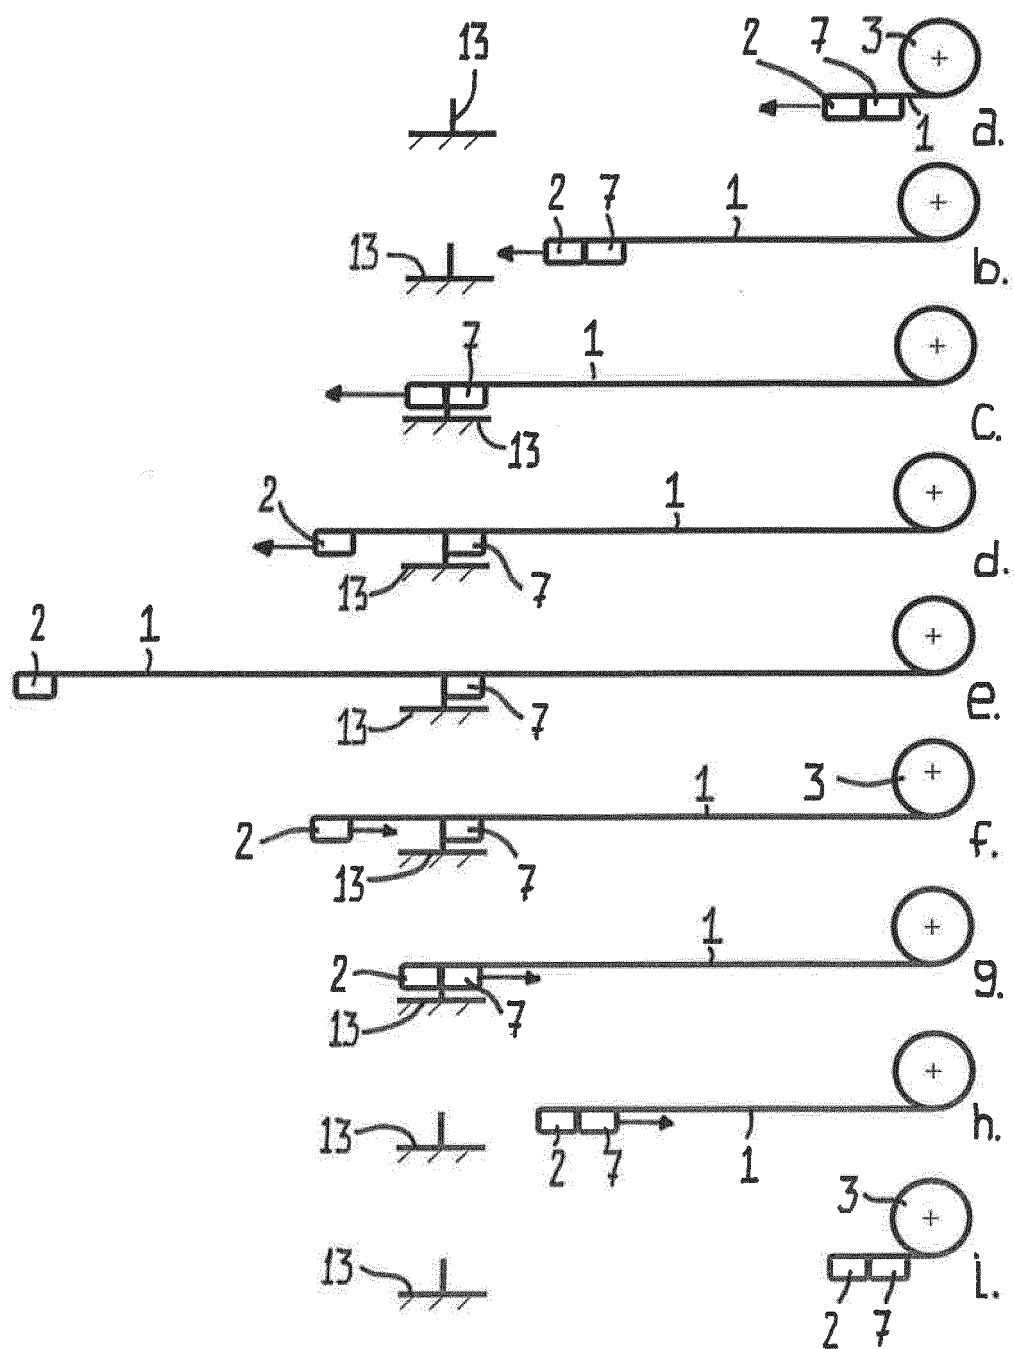 13 2 7 3
1 a.
2 7 1
13 b.
7 1
13 c.
2 1
13 7 d.
2 1
13 7 e.
1 3
2 f.
13 7
1
2 g.
13 7
13 2 7 1 h.
3
13 i.
2 7